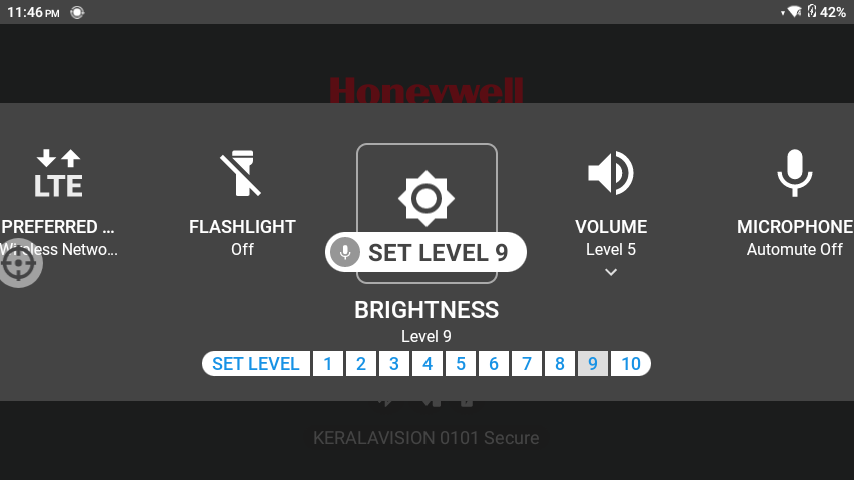 11:46 PM
42%
Honeywell
LTE
PREFERRED ...
Wireless Netwo...
FLASHLIGHT
Off
SET LEVEL 9
BRIGHTNESS
Level 9
VOLUME
Level 5
MICROPHONE
Automute Off
SET LEVEL 1 2 3 4 5 6 7 8 9 10
KERALAVISION 0101 Secure